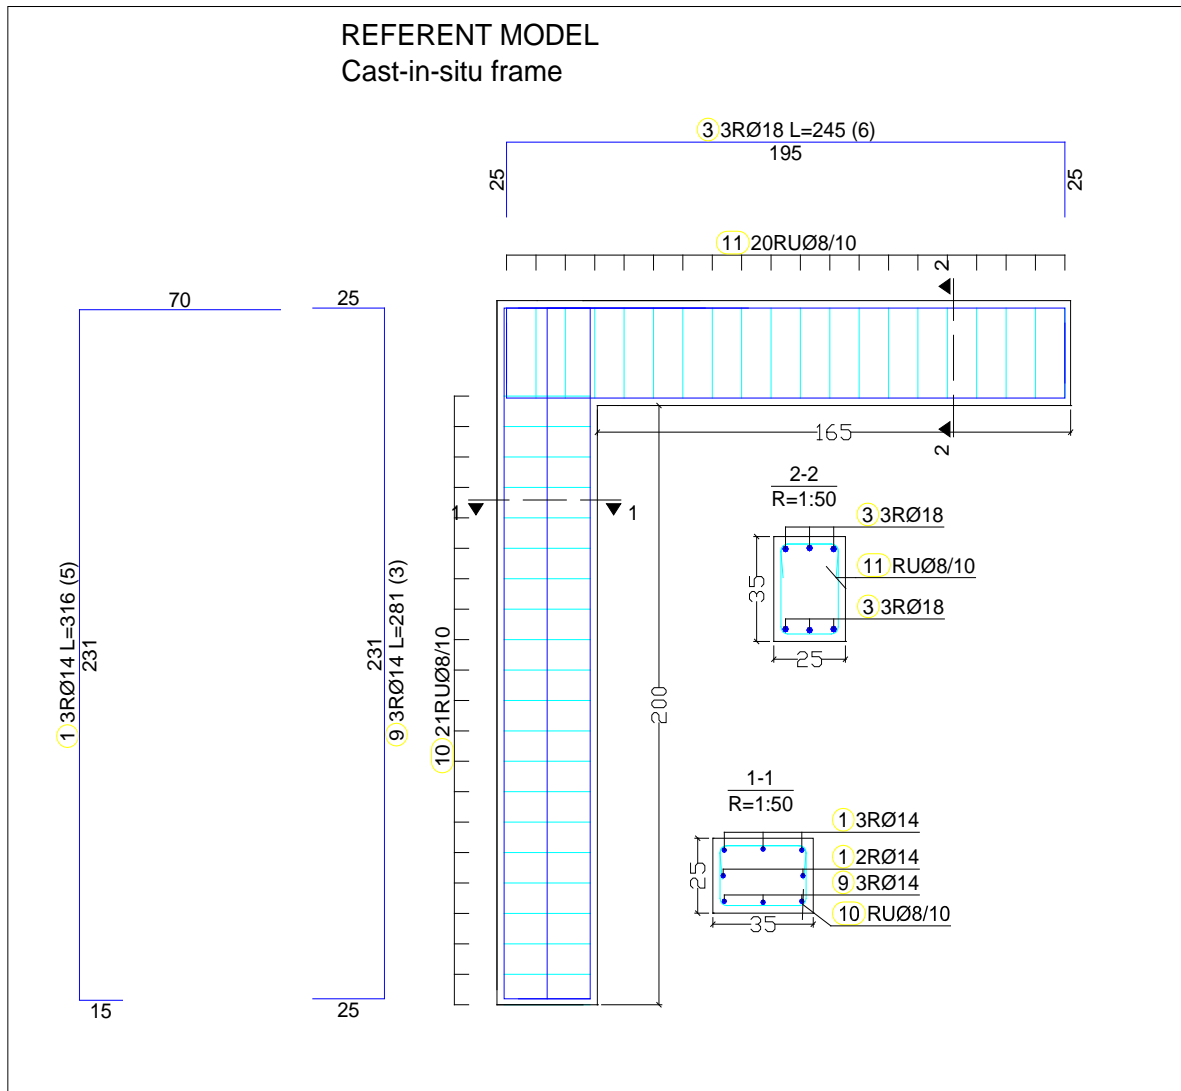 REFERENT MODEL
Cast-in-situ frame
3 3RØ18 L=245 (6)
195
25
25
11 20RUØ8/10
2
70
25
165
2
2-2
R=1:50
1
1
3 3RØ18
11 RUØ8/10
3 3RØ18
35
25
1 3RØ14 L=316 (5)
231
231
9 3RØ14 L=281 (3)
10 21RUØ8/10
200
1-1
R=1:50
1 3RØ14
1 2RØ14
9 3RØ14
10 RUØ8/10
25
35
15
25